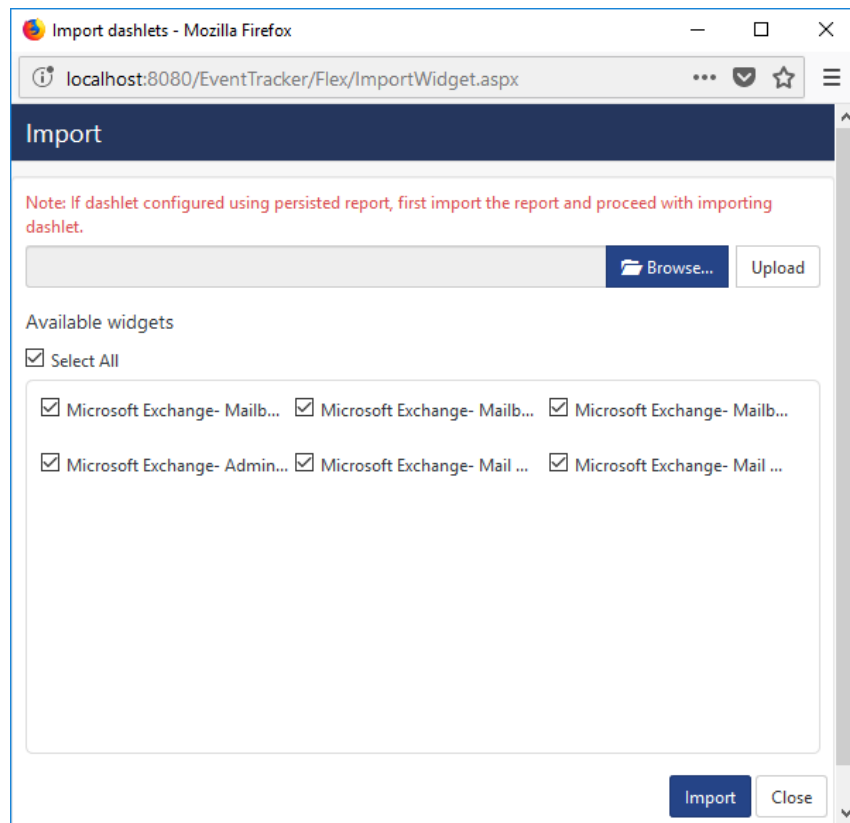 Import dashlets - Mozilla Firefox
localhost:8080/EventTracker/Flex/ImportWidget.aspx
Import
Note: If dashlet configured using persisted report, first import the report and proceed with importing
dashlet.
Browse... Upload
Available widgets
Select All
Microsoft Exchange- Mailb... Microsoft Exchange- Mailb... Microsoft Exchange- Mailb...
Microsoft Exchange- Admin... Microsoft Exchange- Mail ... Microsoft Exchange- Mail ...
Import Close